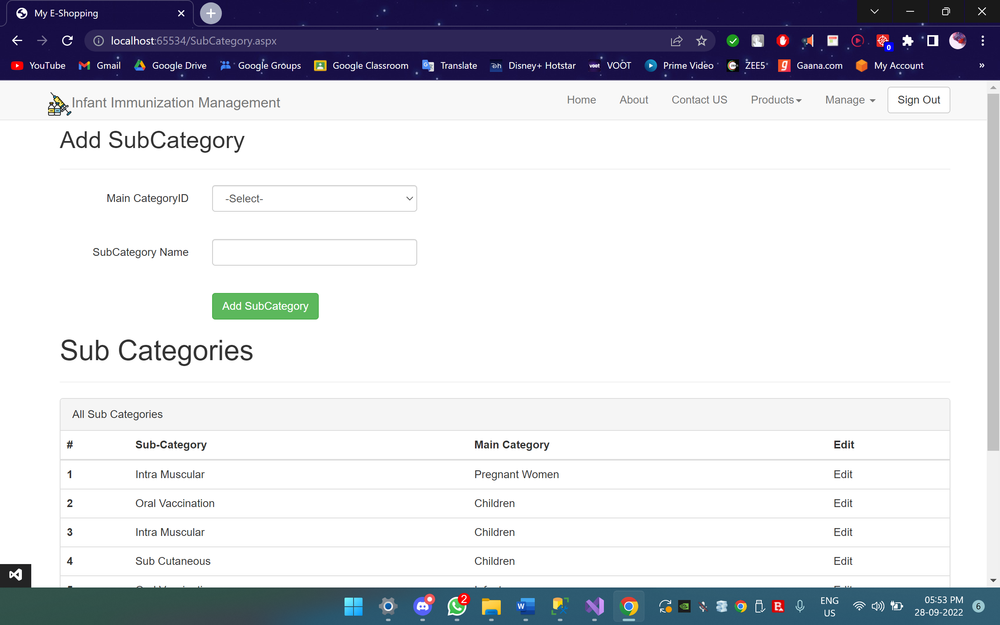 My E-Shopping
localhost:65534/SubCategory.aspx
0
YouTube Gmail Google Drive Google Groups Google Classroom Translate Disney+ Hotstar voot VOOT Prime Video ZEE5 Gaana.com My Account »
Infant Immunization Management Home About Contact US Products Manage Sign Out
Add SubCategory
Main CategoryID -Select-
SubCategory Name
Add SubCategory
Sub Categories
All Sub Categories
# Sub-Category Main Category Edit
1 Intra Muscular Pregnant Women Edit
2 Oral Vaccination Children Edit
3 Intra Muscular Children Edit
4 Sub Cutaneous Children Edit
2
ENG
US
05:53 PM
28-09-2022
6